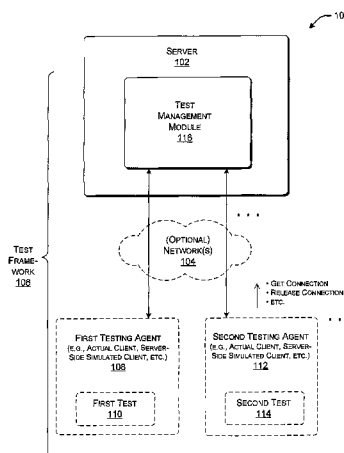 10
SERVER
102
TEST
MANAGEMENT
MODULE
116
TEST
FRAME-
WORK
108
(OPTIONAL)
NETWORK(S)
104
• GET CONNECTION
• RELEASE CONNECTION
• ETC.
FIRST TESTING AGENT
(E.G., ACTUAL CLIENT, SERVER-
SIDE SIMULATED CLIENT, ETC.)
108
FIRST TEST
110
SECOND TESTING AGENT
(E.G., ACTUAL CLIENT, SERVER-
SIDE SIMULATED CLIENT, ETC.)
112
SECOND TEST
114